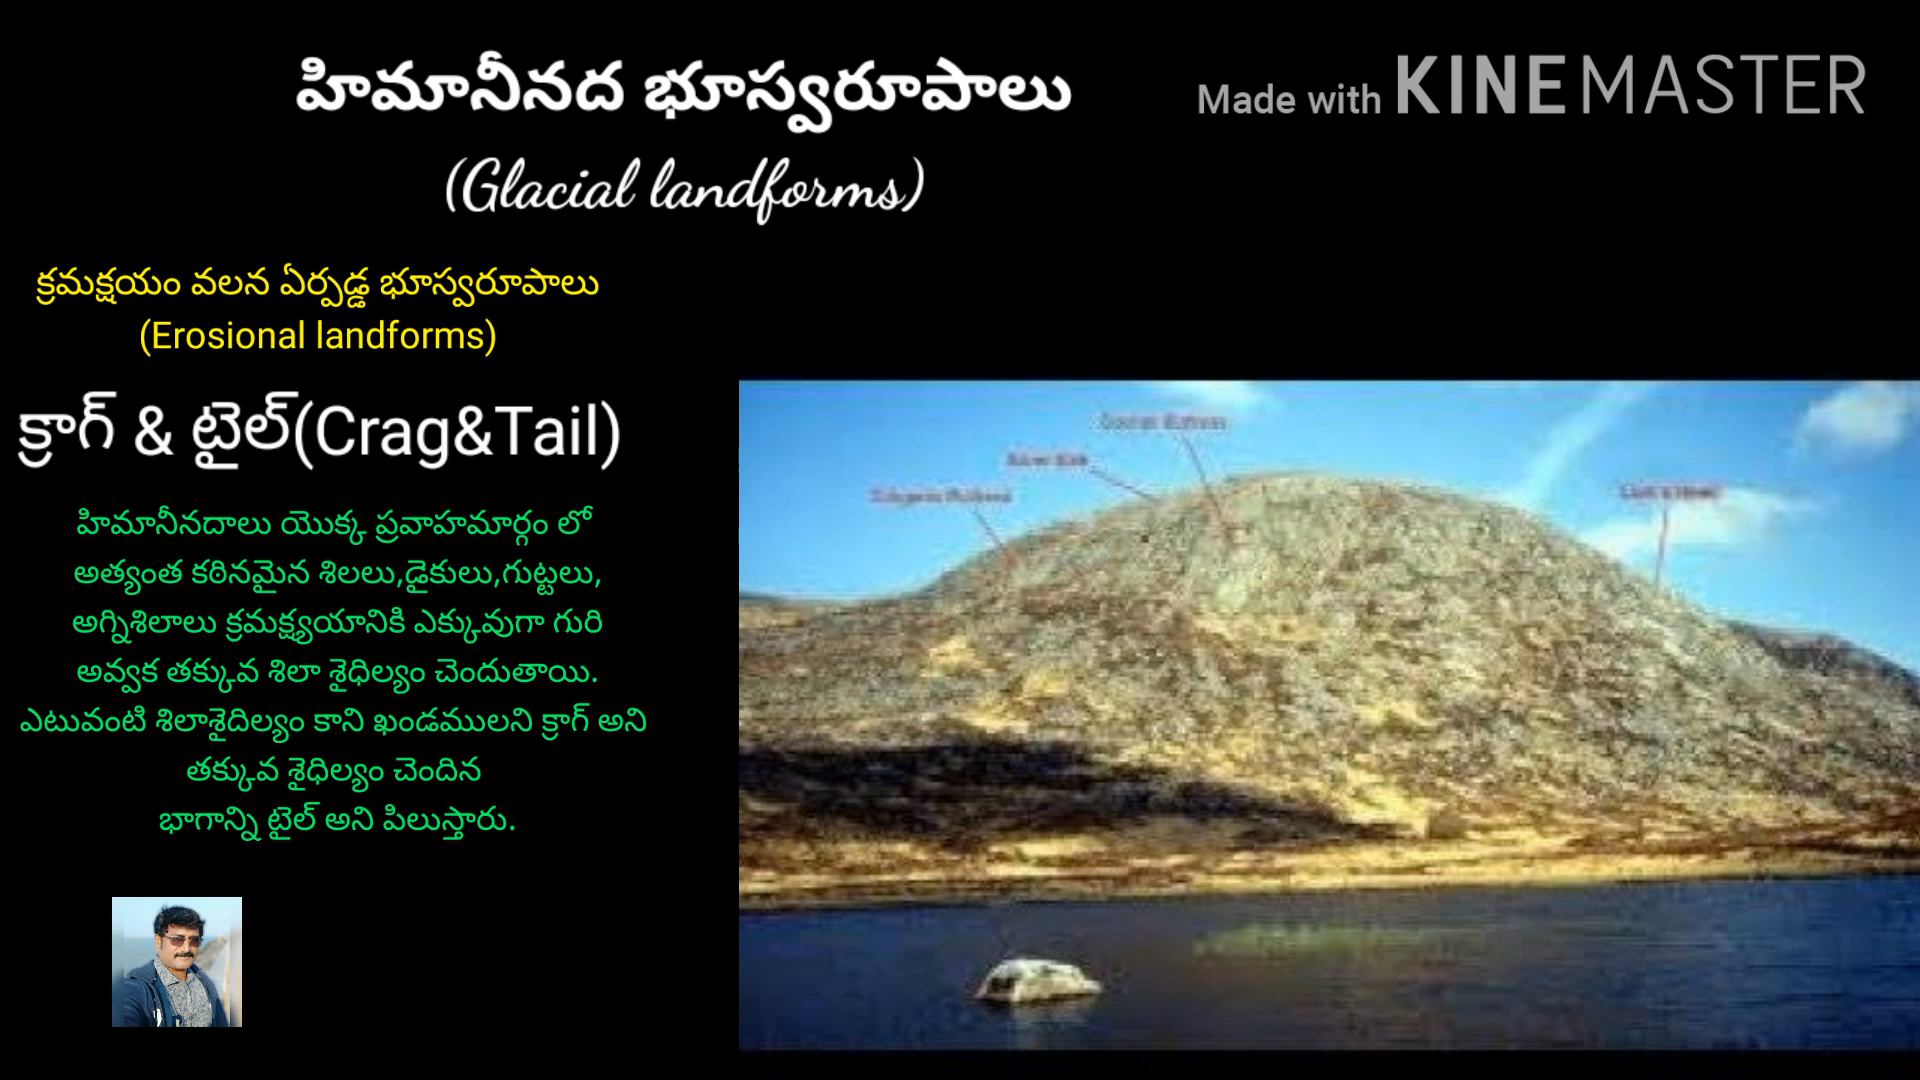 హిమానీనద భూస్వరూపాలు
Made with KINEMASTER
(Glacial landforms)
క్రమక్షయం వలన ఏర్పడ్డ భూస్వరూపాలు
(Erosional landforms)
క్రాగ్ & టైల్(Crag&Tail)
హిమానీనదాలు యొక్క ప్రవాహమార్గం లో
అత్యంత కఠినమైన శిలలు,డైకులు,గుట్టలు,
అగ్నిశిలాలు క్రమక్ష్యయానికి ఎక్కువుగా గురి
అవ్వక తక్కువ శిలా శైధిల్యం చెందుతాయి.
ఎటువంటి శిలాశైదిల్యం కాని ఖండములని క్రాగ్ అని
తక్కువ శైధిల్యం చెందిన
భాగాన్ని టైల్ అని పిలుస్తారు.